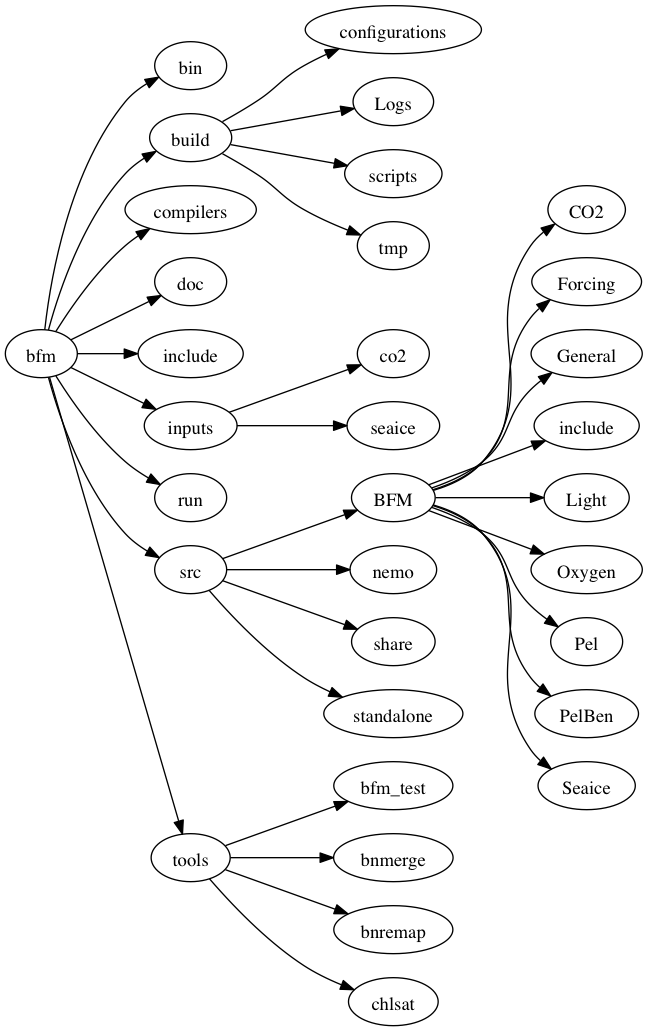 bfm
bin
build
compilers
doc
include
inputs
run
src
tools
configurations
Logs
scripts
tmp
co2
seaice
BFM
nemo
share
standalone
bfm_test
bnmerge
bnremap
chlsat
CO2
Forcing
General
include
Light
Oxygen
Pel
PelBen
Seaice